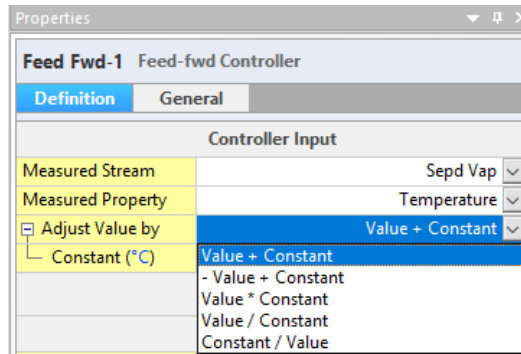 Properties
Feed Fwd-1 Feed-fwd Controller
Definition General
Controller Input
Measured Stream Sepd Vap
Measured Property Temperature
Adjust Value by Value + Constant
Constant (°C) Value + Constant
- Value + Constant
Value * Constant
Value / Constant
Constant / Value